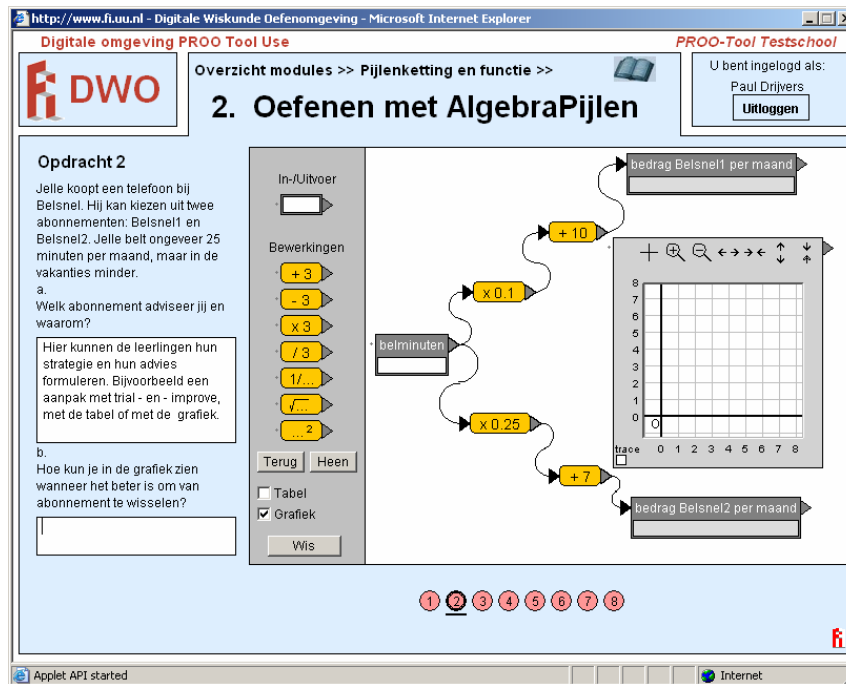 http://www.fi.uu.nl - Digitale Wiskunde Oefenomgeving - Microsoft Internet Explorer
Digitale omgeving PROO Tool Use
PROO-Tool Testschool
DWO
Overzicht modules >> Pijlenketting en functie >>
2. Oefenen met AlgebraPijlen
U bent ingelogd als:
Paul Drijvers
Uitloggen
Opdracht 2
Jelle koopt een telefoon bij
Belsnel. Hij kan kiezen uit twee
abonnementen: Belsnel1 en
Belsnel2. Jelle belt ongeveer 25
minuten per maand, maar in de
vakanties minder.
a.
Welk abonnement adviseer jij en
waarom?
Hier kunnen de leerlingen hun
strategie en hun advies
formuleren. Bijvoorbeeld een
aanpak met trial - en - improve,
met de tabel of met de grafiek.
b.
Hoe kun je in de grafiek zien
wanneer het beter is om van
abonnement te wisselen?
In-/Uitvoer
Bewerkingen
+ 3
- 3
x 3
/ 3
1/...
√...
...²
Terug Heen
Tabel
Grafiek
Wis
belminuten
x 0.1
+ 10
bedrag Belsnel1 per maand
x 0.25
+ 7
bedrag Belsnel2 per maand
8
7
6
5
4
3
2
1
0
O
trace
0 1 2 3 4 5 6 7 8
1 2 3 4 5 6 7 8
Applet API started
Internet